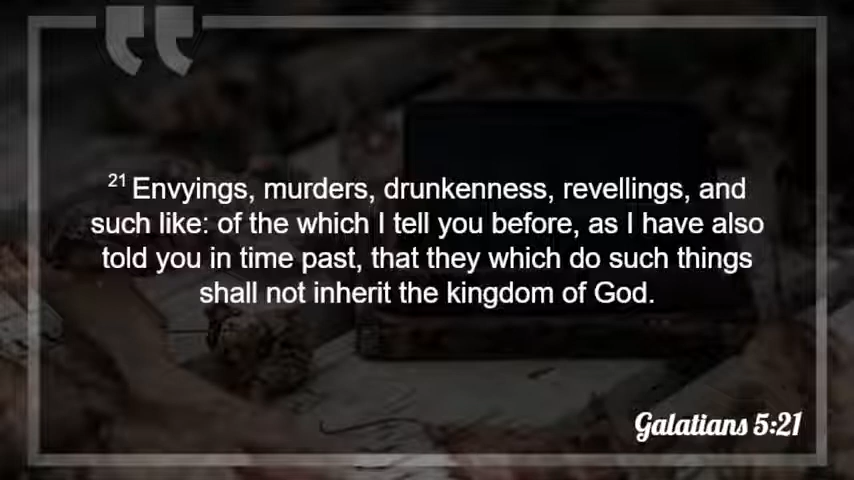 21 Envyings, murders, drunkenness, revellings, and
such like: of the which I tell you before, as I have also
told you in time past, that they which do such things
shall not inherit the kingdom of God.
Galatians 5:21